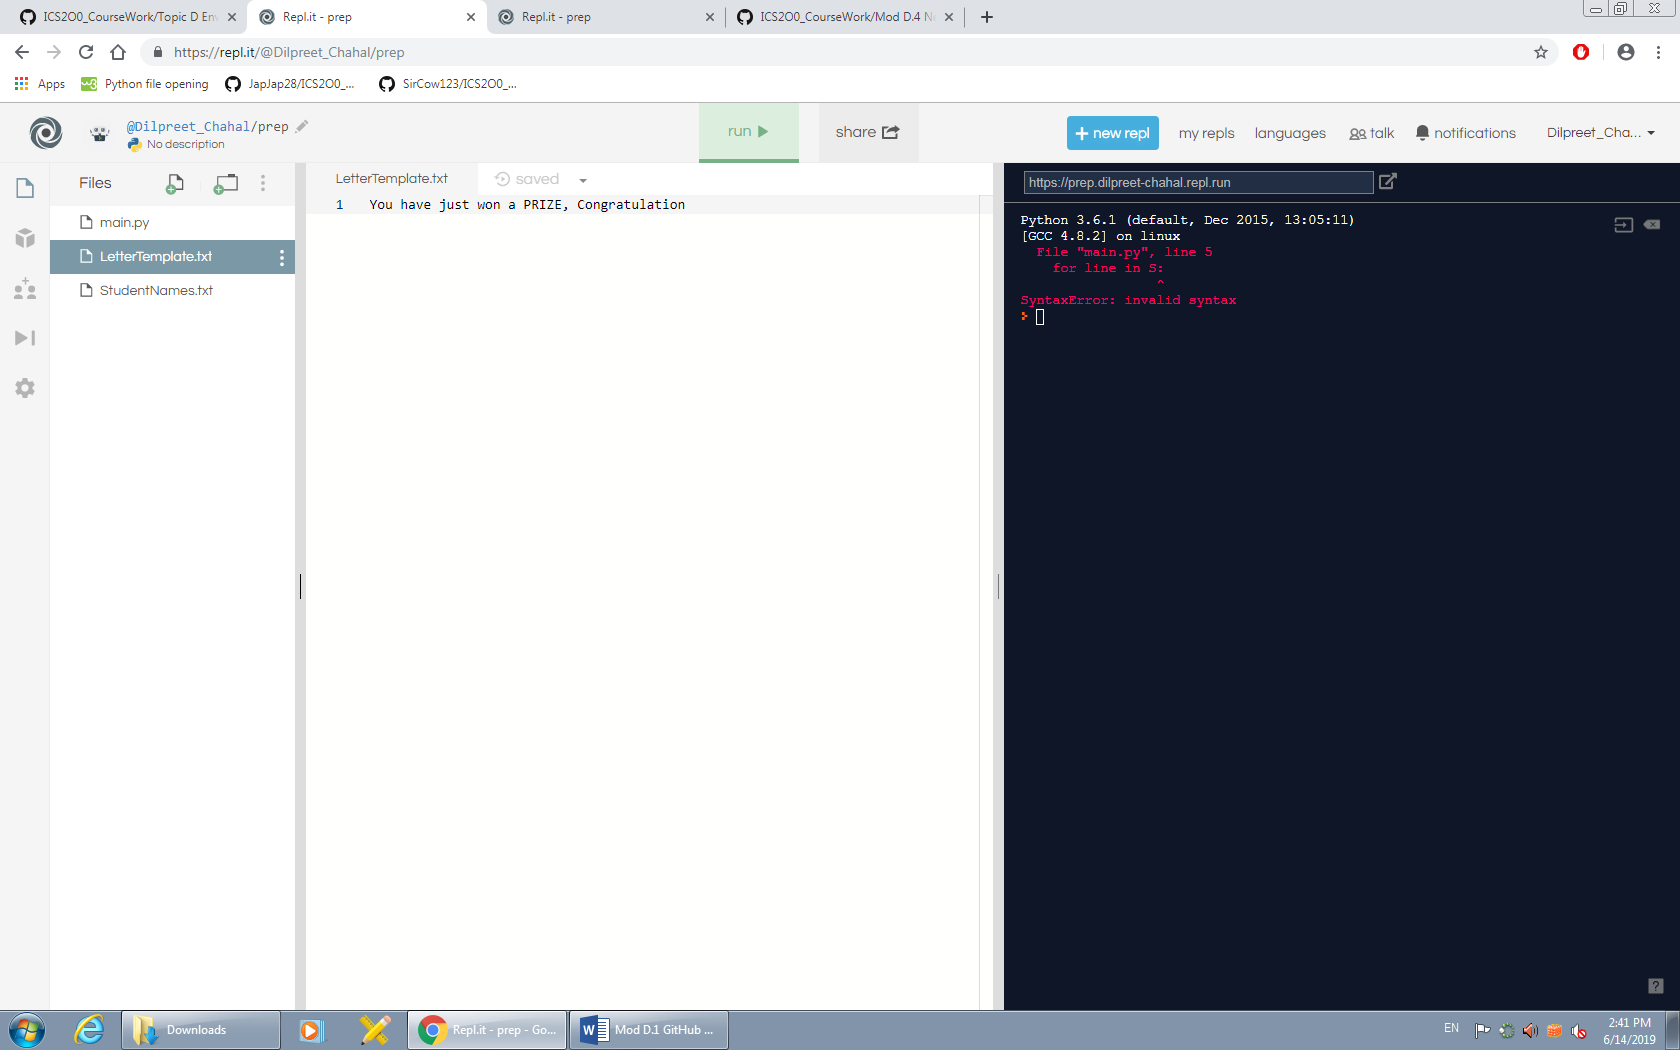 ICS2O0_CourseWork/Topic D En
Repl.it - prep
Repl.it - prep
ICS2O0_CourseWork/Mod D.4 N
https://repl.it/@Dilpreet_Chahal/prep
Apps
Python file opening
JapJap28/ICS2O0_...
SirCow123/ICS2O0_...
@Dilpreet_Chahal/prep
No description
run
share
+ new repl
my repls
languages
talk
notifications
Dilpreet_Cha...
Files
main.py
LetterTemplate.txt
StudentNames.txt
LetterTemplate.txt
saved
1 You have just won a PRIZE, Congratulation
https://prep.dilpreet-chahal.repl.run
Python 3.6.1 (default, Dec 2015, 13:05:11)
[GCC 4.8.2] on linux
File "main.py", line 5
for line in S:
^
SyntaxError: invalid syntax
?
Downloads
Repl.it - prep - Go...
Mod D.1 GitHub ...
EN
2:41 PM
6/14/2019